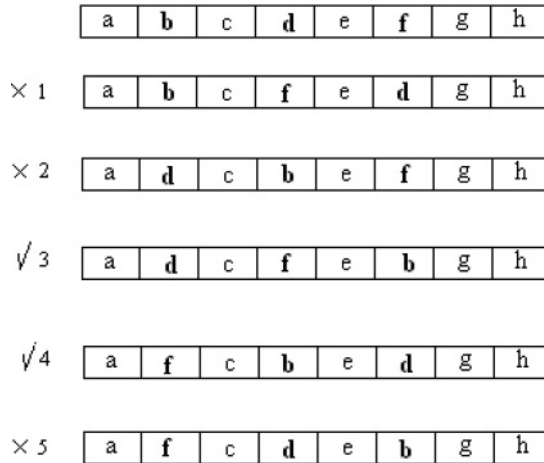 a b c d e f g h
× 1 a b c f e d g h
× 2 a d c b e f g h
√ 3 a d c f e b g h
√ 4 a f c b e d g h
× 5 a f c d e b g h